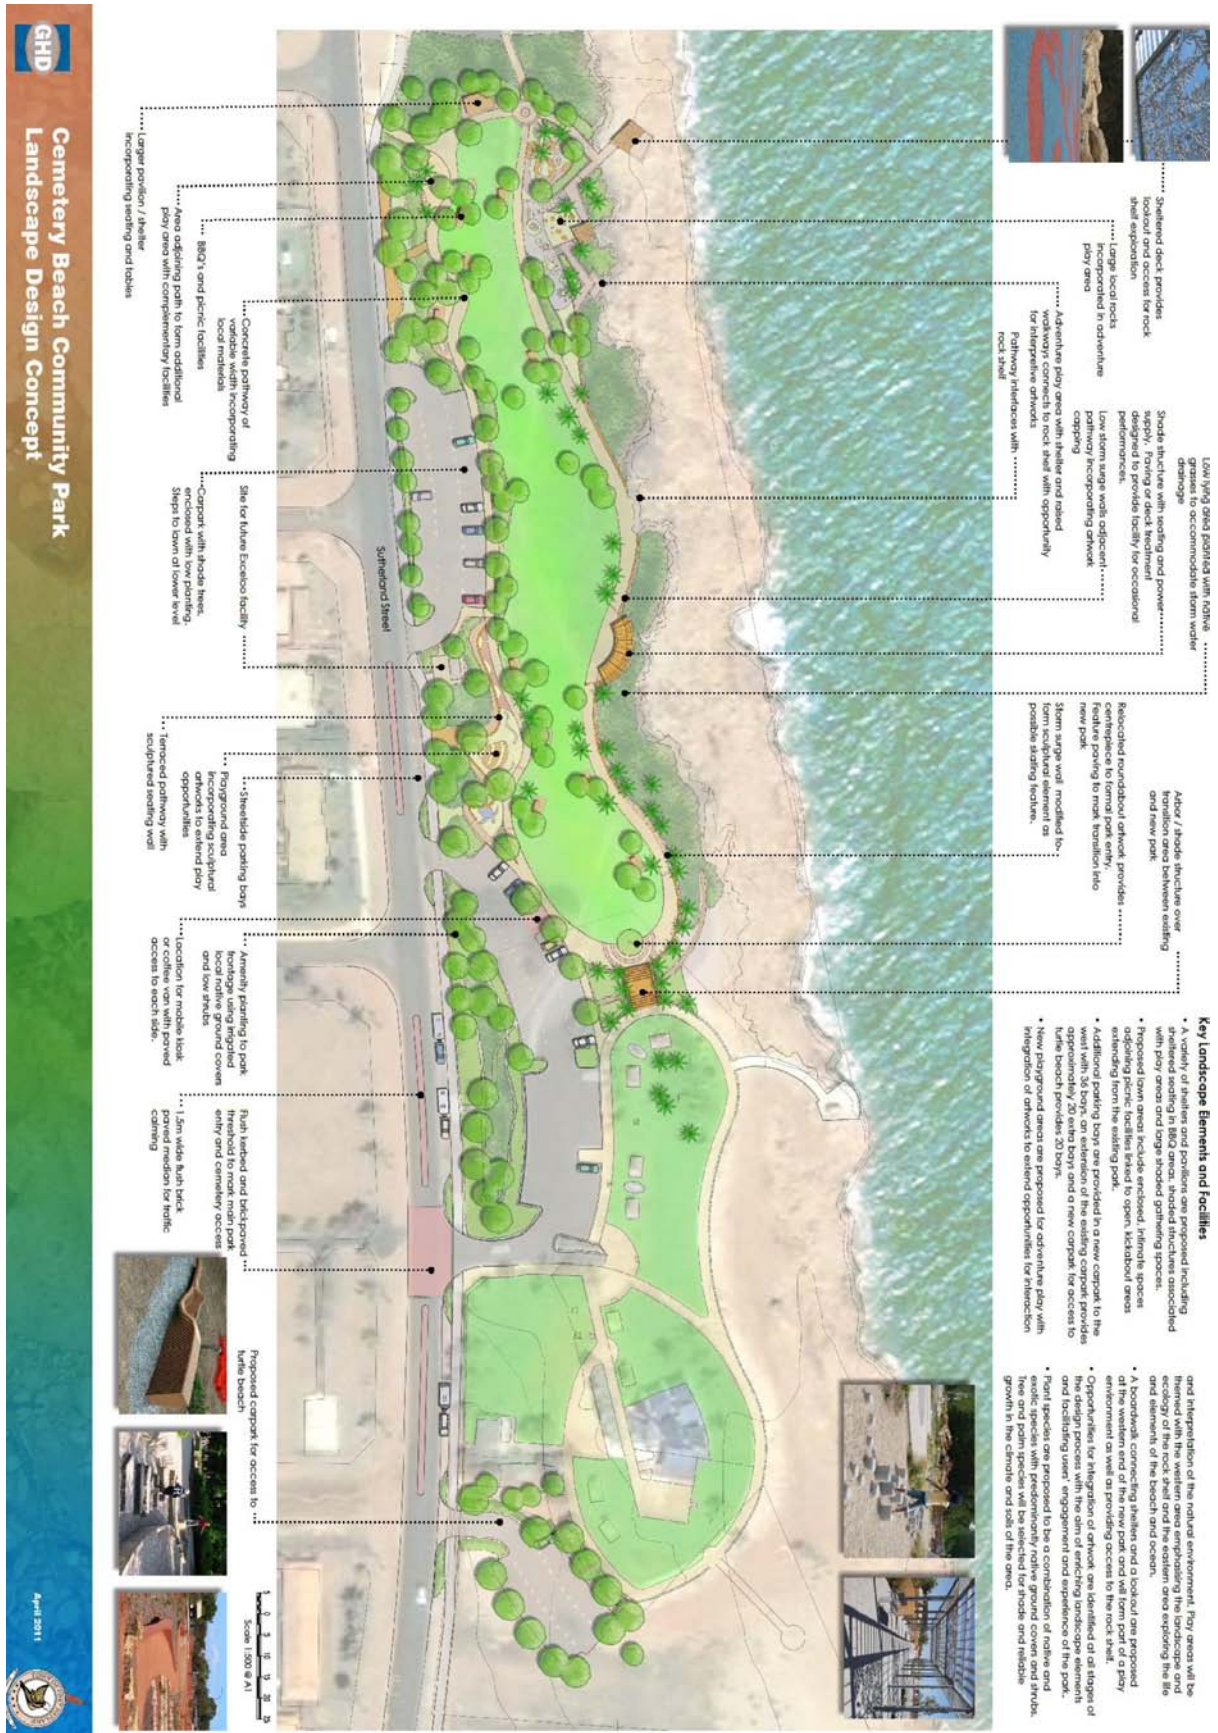 GHD
Cemetery Beach Community Park
Landscape Design Concept
April 2011
Sheltered deck provides
lookout and access for rock
shelf exploration
Large local rocks
incorporated in adventure
play area
Adventure play area with shelter and raised
walkways connects to rock shelf with opportunity
for interpretive artworks
Pathway interfaces with
rock shelf
Low lying area planted with native
grasses to accommodate storm water
drainage
Shade structure with seating and power
supply. Paving or deck treatment
designed to provide facility for occasional
performances.
Low storm surge walls adjacent
pathway incorporating artwork
capping
Arbor / shade structure over
transition area between existing
and new park
Relocated roundabout artwork provides
centrepiece to formal park entry.
Feature paving to mark transition into
new park
Storm surge wall modified to
form sculptural element as
possible skating feature.
Key Landscape Elements and Facilities
• A variety of shelters and pavilions are proposed including
sheltered seating in BBQ areas, shaded structures associated
with play areas and large shaded gathering spaces.
• Proposed lawn areas include enclosed, intimate spaces
adjoining picnic facilities linked to open, kickabout areas
extending from the existing park.
• Additional parking bays are provided in a new carpark to the
west with 36 bays, an extension of the existing carpark provides
approximately 20 extra bays and a new carpark for access to
turtle beach provides 20 bays.
• New playground areas are proposed for adventure play with
integration of artworks to extend opportunities for interaction
and interpretation of the natural environment. Play areas will be
themed with the western area emphasising the landscape and
ecology of the rock shelf and the eastern area exploring the life
and elements of the beach and ocean.
• A boardwalk connecting shelters and a lookout are proposed
at the western end of the new park and will form part of a play
environment as well as providing access to the rock shelf.
• Opportunities for integration of artwork are identified at all stages of
the design process with the aim of enriching landscape elements
and facilitating users' engagement and experience of the park.
• Plant species are proposed to be a combination of native and
exotic species with predominantly native ground covers and shrubs.
Tree and palm species will be selected for shade and reliable
growth in the climate and soils of the area.
Sutherland Street
Larger pavilion / shelter
incorporating seating and tables
Area adjoining path to form additional
play area with complementary facilities
BBQ's and picnic facilities
Concrete pathway of
variable width incorporating
local materials
Carpark with shade trees,
enclosed with low planting.
Steps to lawn at lower level
Site for future Exceloo facility
Terraced pathway with
sculptured seating wall
Playground area
incorporating sculptural
artworks to extend play
opportunities
Streetside parking bays
Location for mobile kiosk
or coffee van with paved
access to each side.
Amenity planting to park
frontage using irrigated
local native ground covers
and low shrubs
1.5m wide flush brick
paved median for traffic
calming
Flush kerbed and brickpaved
threshold to mark main park
entry and cemetery access
Proposed carpark for access to
turtle beach
5 0 5 10 15 20 25
Scale 1:500 @ A1